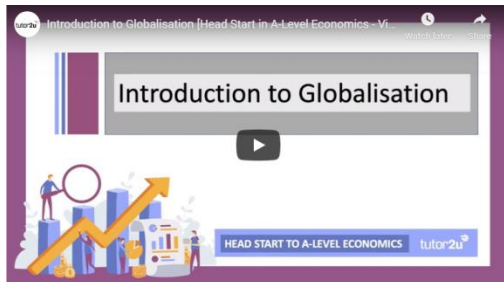 tutor2u
Introduction to Globalisation [Head Start in A-Level Economics - Vi...
Watch later
Share
Introduction to Globalisation
HEAD START TO A-LEVEL ECONOMICS
tutor2u